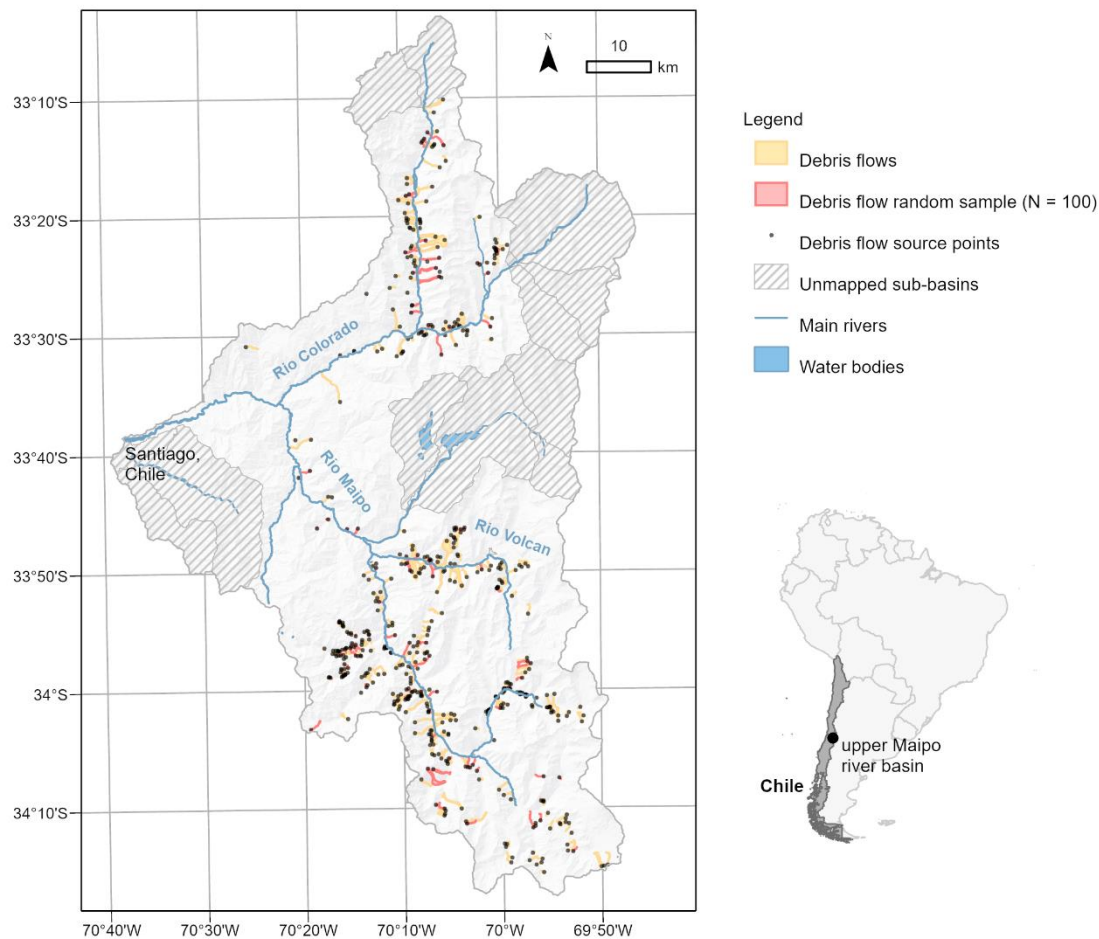 N
10
km
33°10'S
33°20'S
33°30'S
33°40'S
33°50'S
34°S
34°10'S
70°40'W
70°30'W
70°20'W
70°10'W
70°W
69°50'W
Rio Colorado
Santiago,
Chile
Rio Maipo
Rio Volcan
Legend
Debris flows
Debris flow random sample (N = 100)
Debris flow source points
Unmapped sub-basins
Main rivers
Water bodies
upper Maipo
river basin
Chile